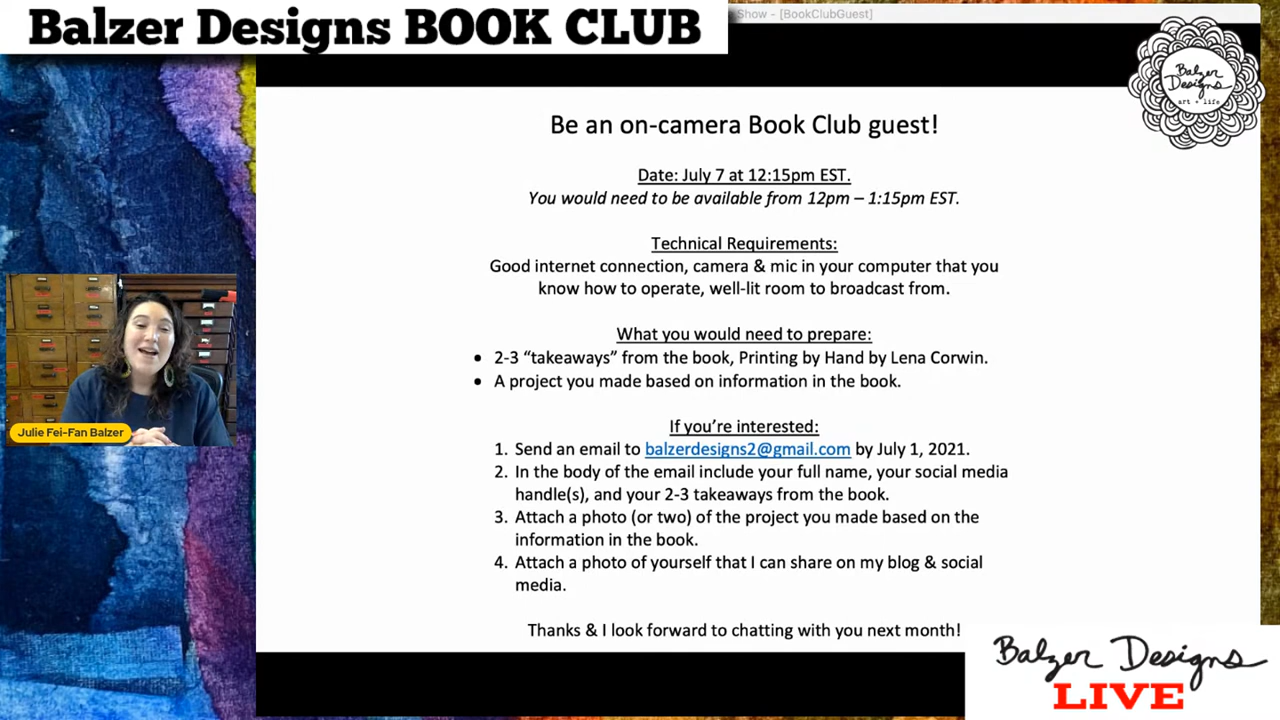 Balzer Designs BOOK CLUB
Show - [BookClubGuest]
Balzer
Designs
art + life
Be an on-camera Book Club guest!
Date: July 7 at 12:15pm EST.
You would need to be available from 12pm – 1:15pm EST.
Technical Requirements:
Good internet connection, camera & mic in your computer that you
know how to operate, well-lit room to broadcast from.
What you would need to prepare:
• 2-3 “takeaways” from the book, Printing by Hand by Lena Corwin.
• A project you made based on information in the book.
If you’re interested:
1. Send an email to balzerdesigns2@gmail.com by July 1, 2021.
2. In the body of the email include your full name, your social media
handle(s), and your 2-3 takeaways from the book.
3. Attach a photo (or two) of the project you made based on the
information in the book.
4. Attach a photo of yourself that I can share on my blog & social
media.
Thanks & I look forward to chatting with you next month!
Julie Fei-Fan Balzer
Balzer Designs
LIVE